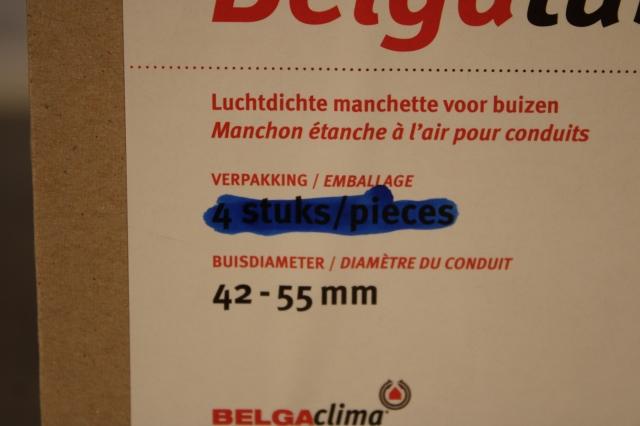 Luchtdichte manchette voor buizen
Manchon étanche à l'air pour conduits
VERPAKKING / EMBALLAGE
4 stuks/pieces
BUISDIAMETER / DIAMÈTRE DU CONDUIT
42 - 55 mm
BELGAclima